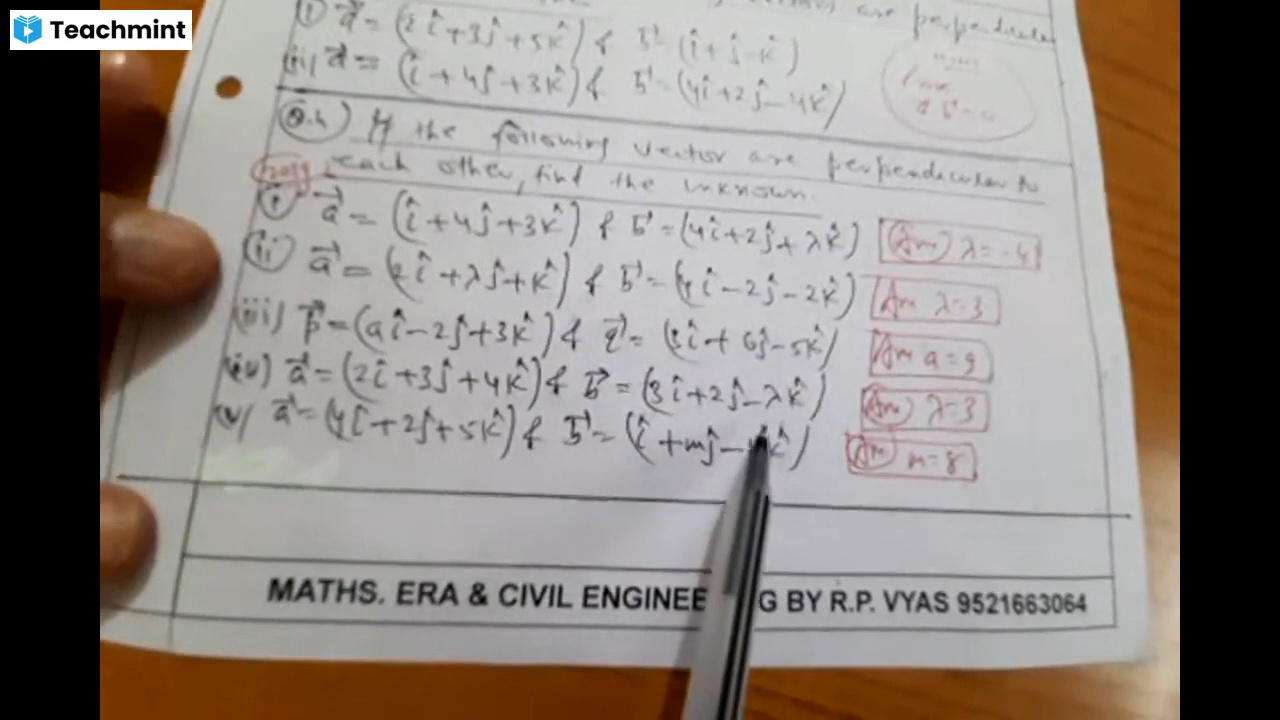 Teachmint
are perpendicular
(i) a⃗ = (2î+3ĵ+5k̂) & b⃗ = (î+ĵ-k̂)
(ii) a⃗ = (î+4ĵ+3k̂) & b⃗ = (4î+2ĵ-4k̂)
Q.4) If the following vector are perpendicular to
each other, find the unknown.
(i) a⃗ = (î+4ĵ+3k̂) & b⃗ = (4î+2ĵ+λk̂) Ans λ=-4
(ii) a⃗ = (2î+λĵ+k̂) & b⃗ = (4î-2ĵ-2k̂) Ans λ=3
(iii) p⃗ = (aî-2ĵ+3k̂) & q⃗ = (3î+6ĵ-5k̂) Ans a=9
(iv) a⃗ = (2î+3ĵ+4k̂) & b⃗ = (3î+2ĵ-λk̂) Ans λ=3
(v) a⃗ = (4î+2ĵ+5k̂) & b⃗ = (î+mĵ- k̂) Ans m=8
MATHS. ERA & CIVIL ENGINEE G BY R.P. VYAS 9521663064